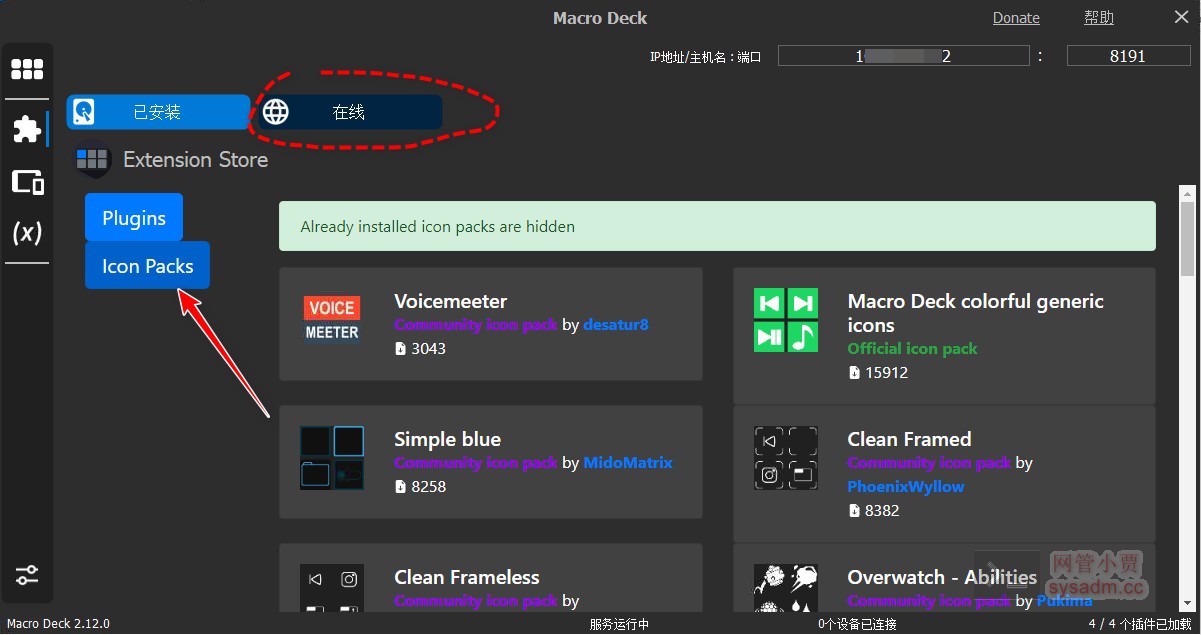 Macro Deck
Donate
帮助
IP地址/主机名:端口
:
8191
已安装
在线
Extension Store
Plugins
Icon Packs
Already installed icon packs are hidden
VOICE
MEETER
Voicemeeter
Community icon pack by desatur8
3043
Macro Deck colorful generic
icons
Official icon pack
15912
Simple blue
Community icon pack by MidoMatrix
8258
Clean Framed
Community icon pack by
PhoenixWyllow
8382
Clean Frameless
Community icon pack by
Overwatch - Abilities
Community icon pack by Pukima
网管小贾
sysadm.cc
(x)
Macro Deck 2.12.0
服务运行中
0个设备已连接
4 / 4 个插件已加载